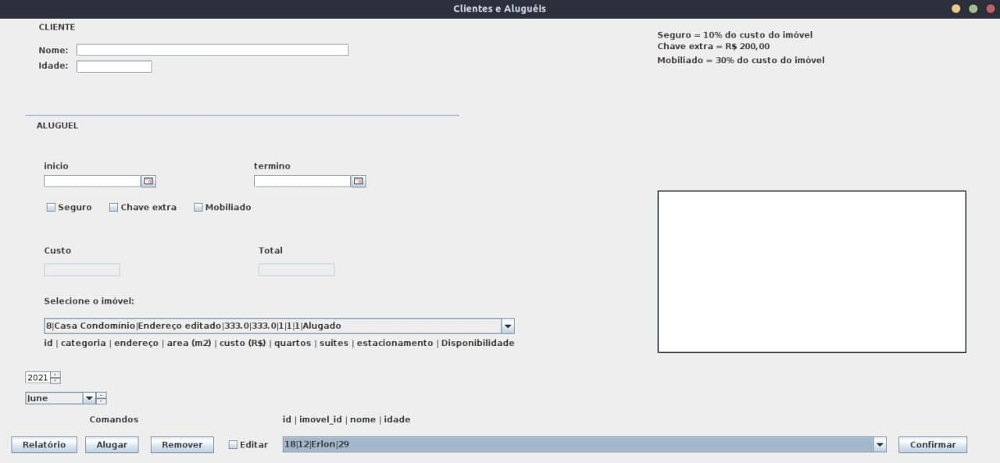 Clientes e Aluguéis
CLIENTE
Nome:
Idade:
Seguro = 10% do custo do imóvel
Chave extra = R$ 200,00
Mobiliado = 30% do custo do imóvel
ALUGUEL
inicio termino
Seguro Chave extra Mobiliado
Custo Total
Selecione o imóvel:
8|Casa Condomínio|Endereço editado|333.0|333.0|1|1|1|Alugado
id | categoria | endereço | area (m2) | custo (R$) | quartos | suites | estacionamento | Disponibilidade
2021
June
Comandos id | imovel_id | nome | idade
Relatório Alugar Remover Editar 18|12|Erlon|29 Confirmar